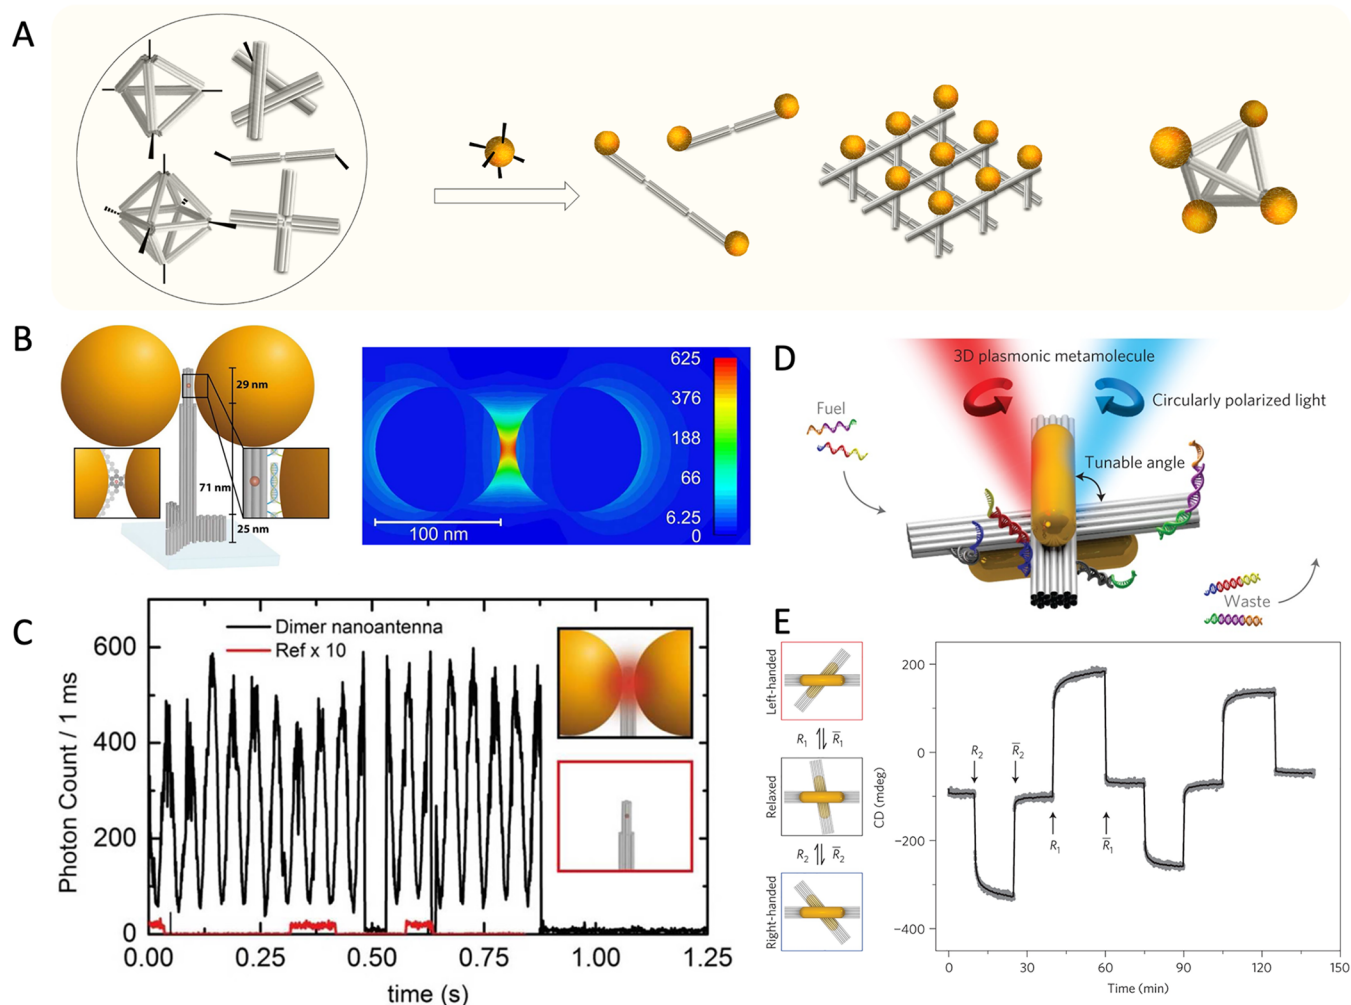 A
B
29 nm
71 nm
25 nm
100 nm
625
376
188
66
6.25
0
C
Photon Count / 1 ms
600
400
200
0
Dimer nanoantenna
Ref x 10
0.00
0.25
0.50
0.75
1.00
1.25
time (s)
D
3D plasmonic metamolecule
Circularly polarized light
Fuel
Tunable angle
Waste
E
Left-handed
R₁ R̅₁
Relaxed
R₂ R̅₂
Right-handed
CD (mdeg)
200
0
−200
−400
R₂
R̅₂
R₁
R̅₁
0
30
60
90
120
150
Time (min)